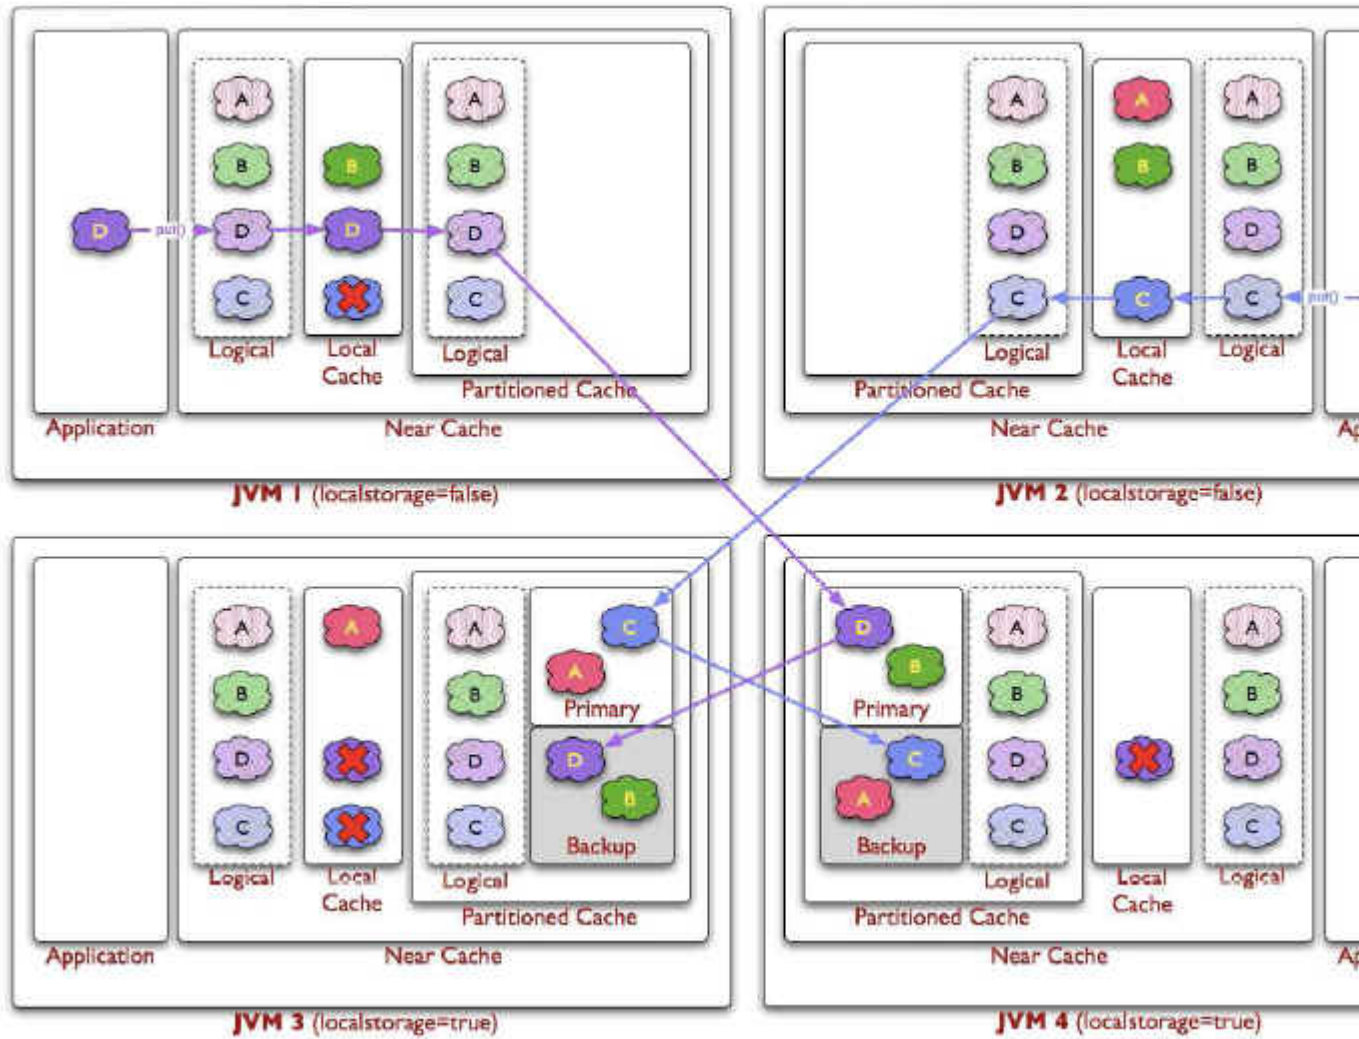 A A A A A A
B B B B B B
D put() D D D D D
C C C C put()
Logical Local Cache Logical Logical Local Cache Logical
Partitioned Cache Partitioned Cache
Application Near Cache Near Cache Ap
JVM 1 (localstorage=false) JVM 2 (localstorage=false)
A A A C D A A
A B
B B Primary Primary B B
D D D C D D
B A
C C Backup Backup C C
Logical Local Cache Logical Logical Local Cache Logical
Partitioned Cache Partitioned Cache
Application Near Cache Near Cache Ap
JVM 3 (localstorage=true) JVM 4 (localstorage=true)